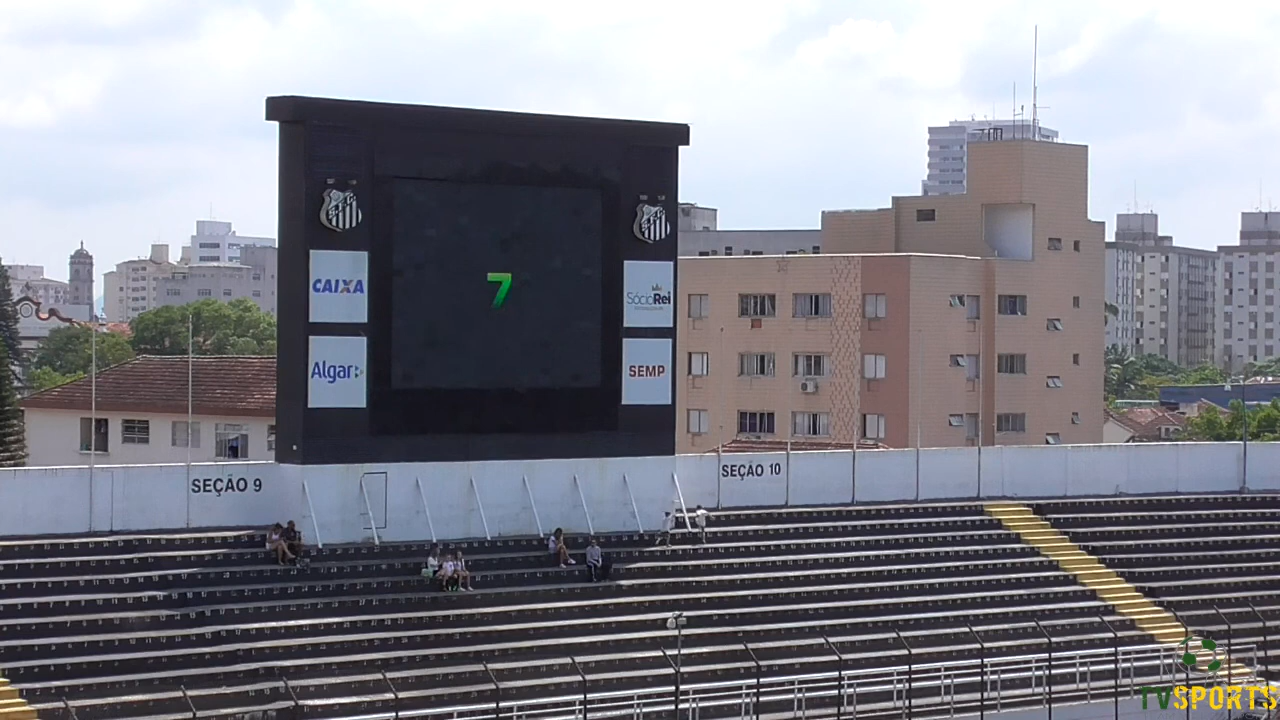 7
CAIXA
SócioRei
Algar
SEMP
SEÇÃO 9
SEÇÃO 10
TVSPORTS